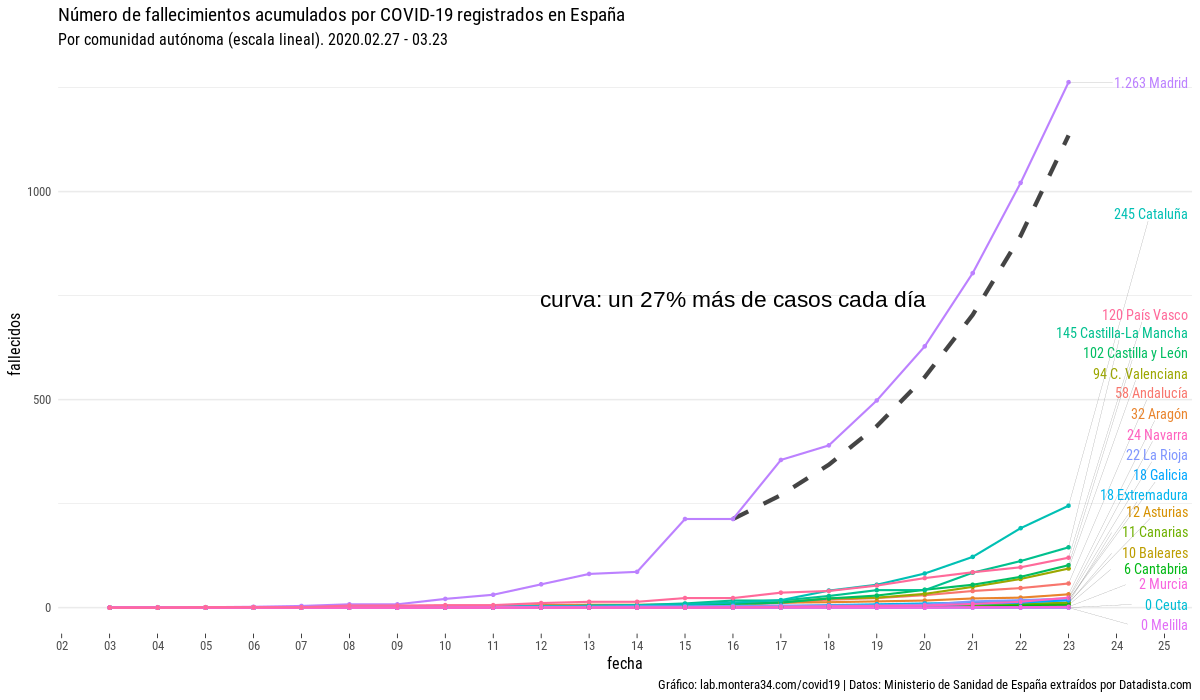 Número de fallecimientos acumulados por COVID-19 registrados en España
Por comunidad autónoma (escala lineal). 2020.02.27 - 03.23
1.263 Madrid
1000
245 Cataluña
curva: un 27% más de casos cada día
120 País Vasco
145 Castilla-La Mancha
102 Castilla y León
94 C. Valenciana
58 Andalucía
500
32 Aragón
24 Navarra
22 La Rioja
18 Galicia
18 Extremadura
12 Asturias
11 Canarias
10 Baleares
6 Cantabria
2 Murcia
0 Ceuta
0
0 Melilla
fallecidos
02 03 04 05 06 07 08 09 10 11 12 13 14 15 16 17 18 19 20 21 22 23 24 25
fecha
Gráfico: lab.montera34.com/covid19 | Datos: Ministerio de Sanidad de España extraídos por Datadista.com